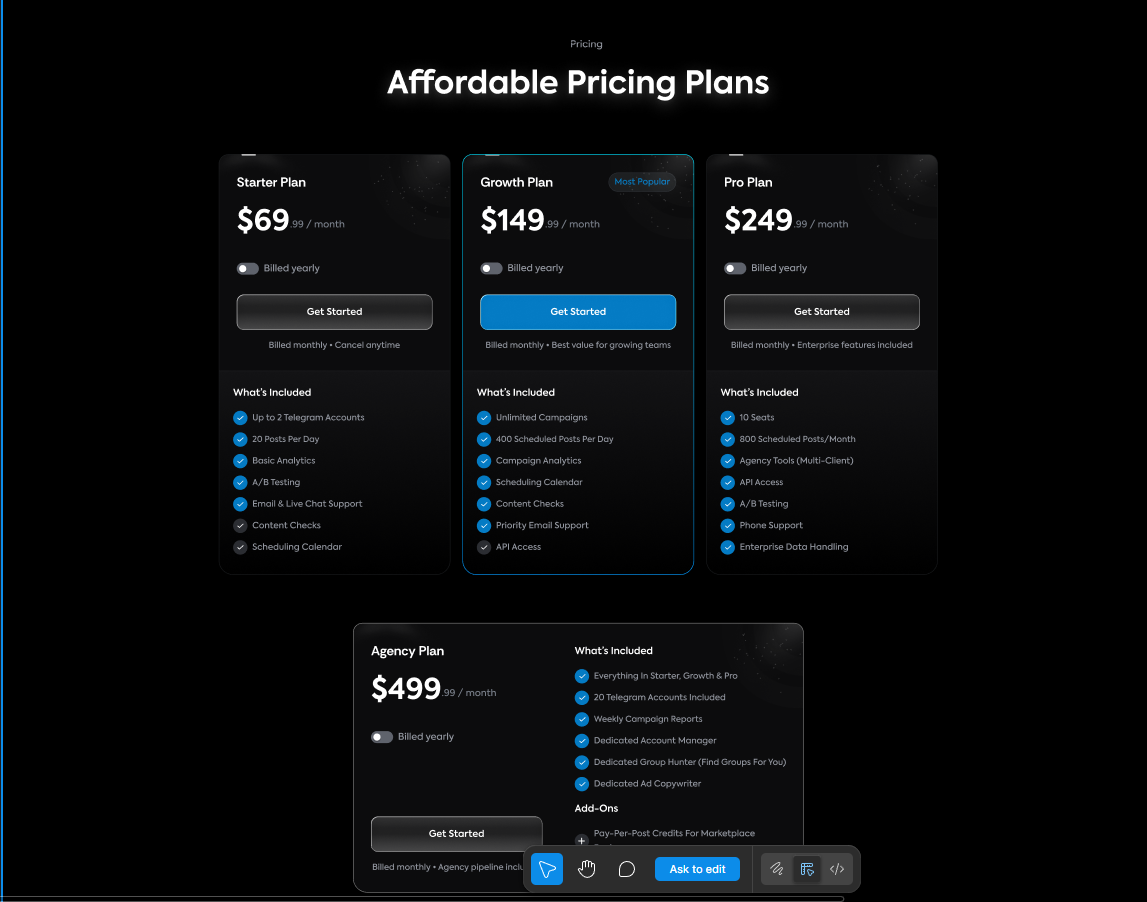 Pricing
Affordable Pricing Plans
Starter Plan
$69.99 / month
Billed yearly
Get Started
Billed monthly • Cancel anytime
What's Included
Up to 2 Telegram Accounts
20 Posts Per Day
Basic Analytics
A/B Testing
Email & Live Chat Support
Content Checks
Scheduling Calendar
Growth Plan
Most Popular
$149.99 / month
Billed yearly
Get Started
Billed monthly • Best value for growing teams
What's Included
Unlimited Campaigns
400 Scheduled Posts Per Day
Campaign Analytics
Scheduling Calendar
Content Checks
Priority Email Support
API Access
Pro Plan
$249.99 / month
Billed yearly
Get Started
Billed monthly • Enterprise features included
What's Included
10 Seats
800 Scheduled Posts/Month
Agency Tools (Multi-Client)
API Access
A/B Testing
Phone Support
Enterprise Data Handling
Agency Plan
$499.99 / month
Billed yearly
Get Started
Billed monthly • Agency pipeline
What's Included
Everything In Starter, Growth & Pro
20 Telegram Accounts Included
Weekly Campaign Reports
Dedicated Account Manager
Dedicated Group Hunter (Find Groups For You)
Dedicated Ad Copywriter
Add-Ons
Pay-Per-Post Credits For Marketplace
Ask to edit